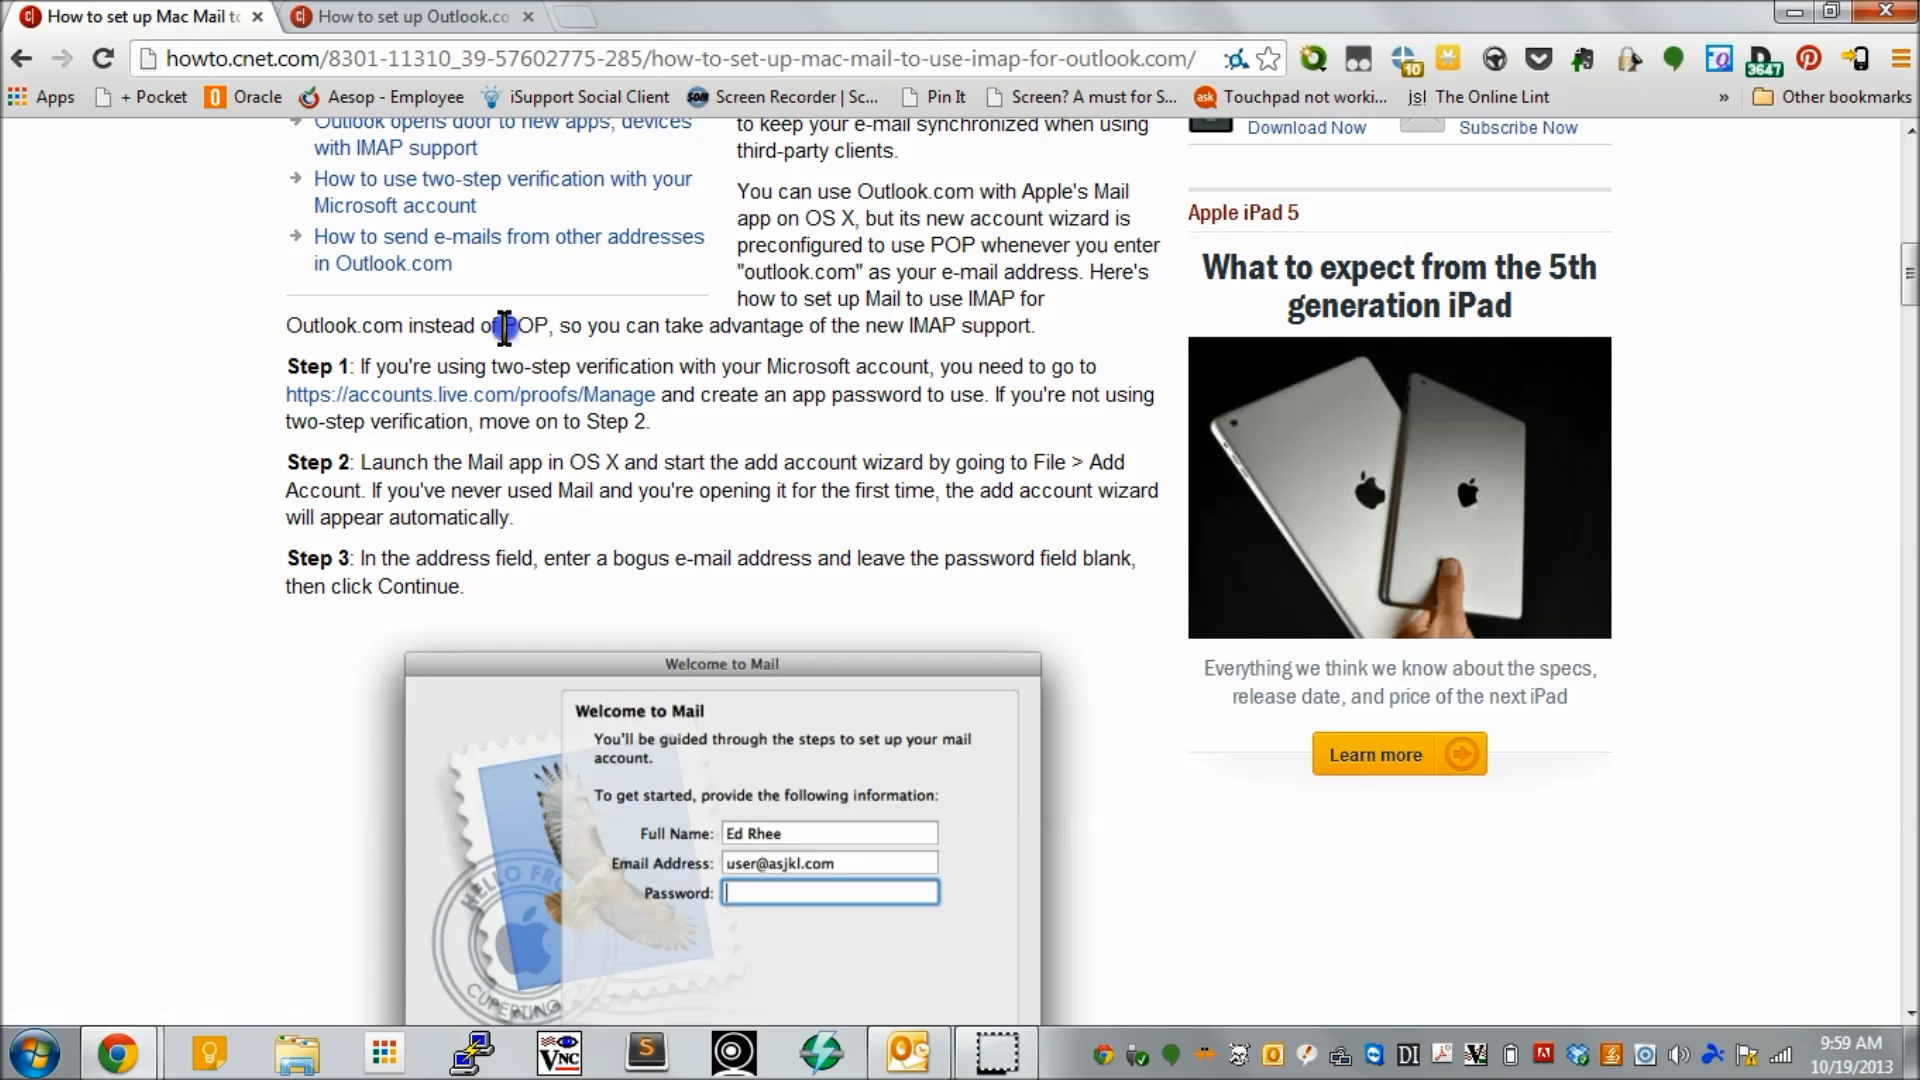 How to set up Mac Mail to
How to set up Outlook.co
howto.cnet.com/8301-11310_39-57602775-285/how-to-set-up-mac-mail-to-use-imap-for-outlook.com/
10
3647
Apps
+ Pocket
Oracle
Aesop - Employee
iSupport Social Client
SOM Screen Recorder | Sc...
Pin It
Screen? A must for S...
ask Touchpad not worki...
js! The Online Lint
»
Other bookmarks
Outlook opens door to new apps, devices
with IMAP support
How to use two-step verification with your
Microsoft account
How to send e-mails from other addresses
in Outlook.com
to keep your e-mail synchronized when using
third-party clients.
You can use Outlook.com with Apple's Mail
app on OS X, but its new account wizard is
preconfigured to use POP whenever you enter
"outlook.com" as your e-mail address. Here's
how to set up Mail to use IMAP for
Outlook.com instead of POP, so you can take advantage of the new IMAP support.
Step 1: If you're using two-step verification with your Microsoft account, you need to go to
https://accounts.live.com/proofs/Manage and create an app password to use. If you're not using
two-step verification, move on to Step 2.
Step 2: Launch the Mail app in OS X and start the add account wizard by going to File > Add
Account. If you've never used Mail and you're opening it for the first time, the add account wizard
will appear automatically.
Step 3: In the address field, enter a bogus e-mail address and leave the password field blank,
then click Continue.
Welcome to Mail
Welcome to Mail
You'll be guided through the steps to set up your mail
account.
To get started, provide the following information:
Full Name: Ed Rhee
Email Address: user@asjkl.com
Password:
HELLO FRO
CUPERTINO
Download Now
Subscribe Now
Apple iPad 5
What to expect from the 5th
generation iPad
Everything we think we know about the specs,
release date, and price of the next iPad
Learn more
VNC
S
DI
9:59 AM
10/19/2013